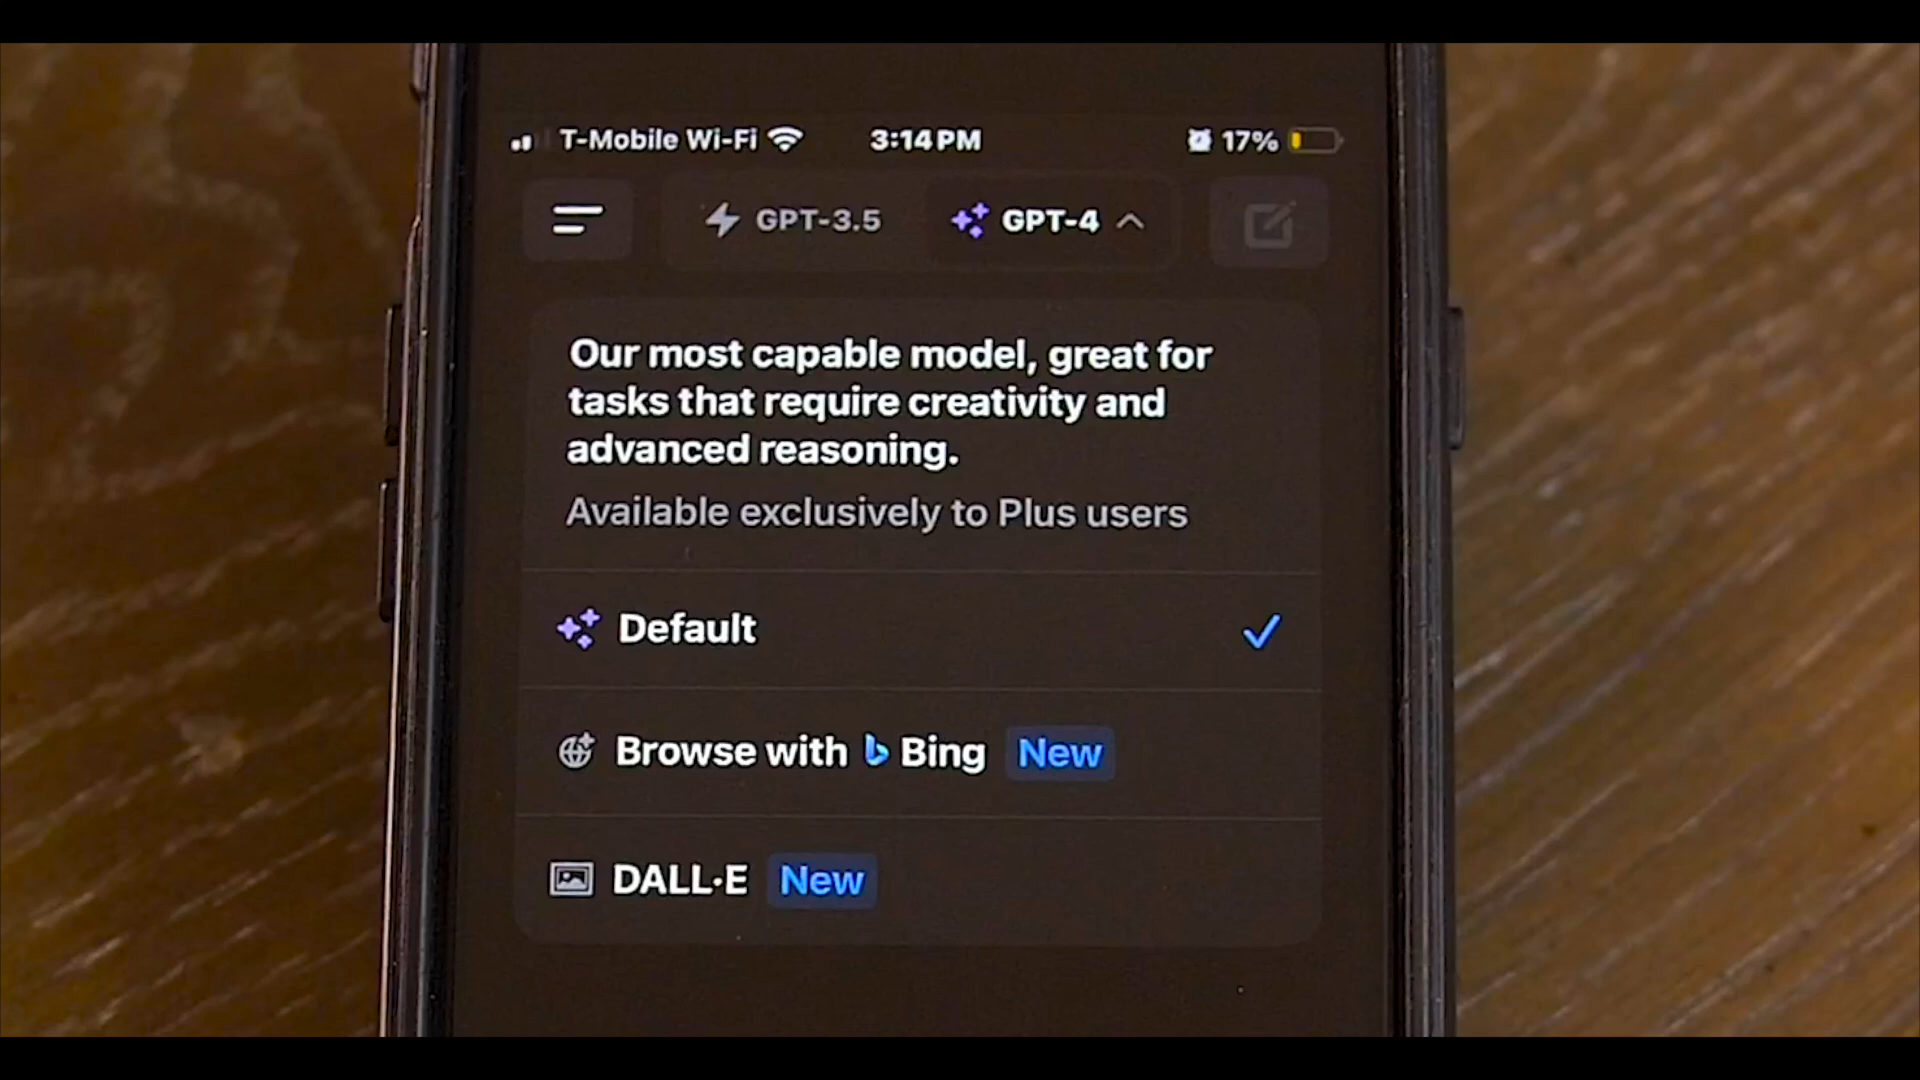 T-Mobile Wi-Fi 3:14 PM 17%
GPT-3.5 GPT-4
Our most capable model, great for
tasks that require creativity and
advanced reasoning.
Available exclusively to Plus users
Default
Browse with b Bing New
DALL·E New